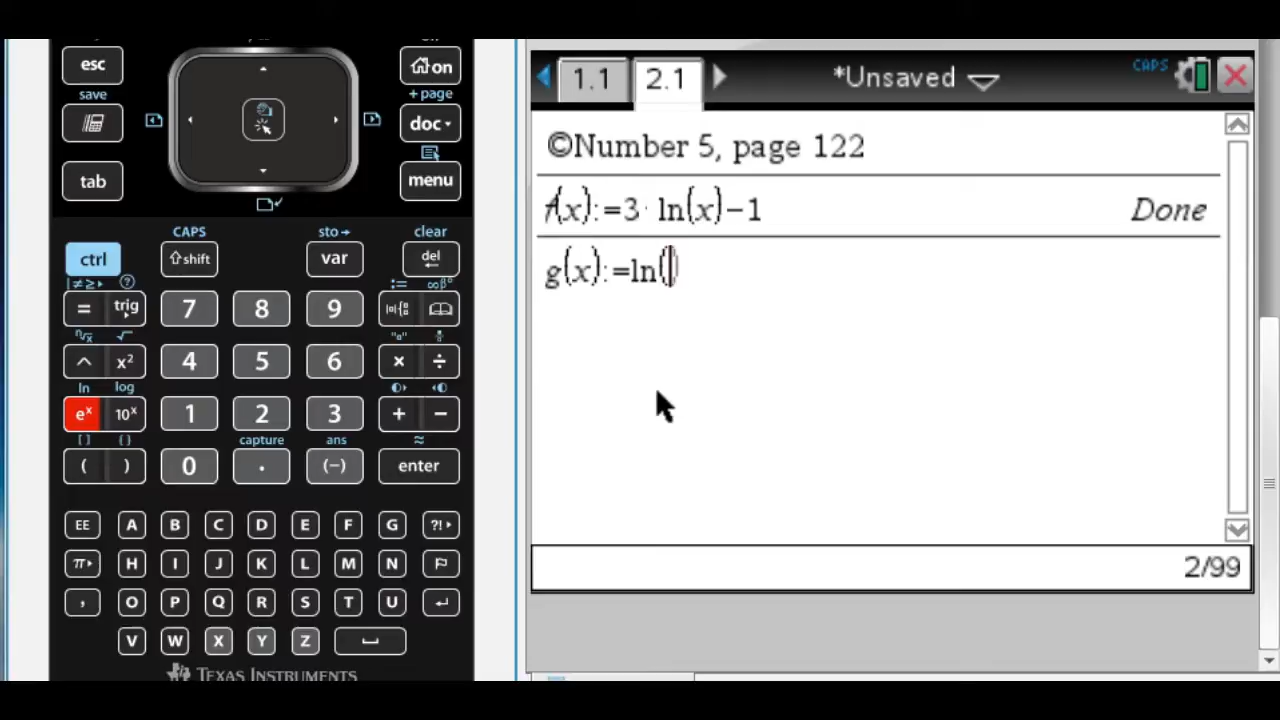 esc
on
save
+ page
doc
tab
menu
CAPS
sto→
clear
ctrl
⇧shift
var
del
|≠≥▸
?
:=
∞β°
=
trig
7
8
9
|□|{
ⁿ√x
√
"□"
^
x²
4
5
6
×
÷
ln
log
eˣ
10ˣ
1
2
3
+
−
[ ]
{ }
capture
ans
≈
(
)
0
.
(−)
enter
EE
A
B
C
D
E
F
G
?!▸
π▸
H
I
J
K
L
M
N
,
O
P
Q
R
S
T
U
V
W
X
Y
Z
TEXAS INSTRUMENTS
1.1
2.1
*Unsaved
CAPS
©Number 5, page 122
f(x):=3· ln(x)−1
Done
g(x):=ln()
2/99